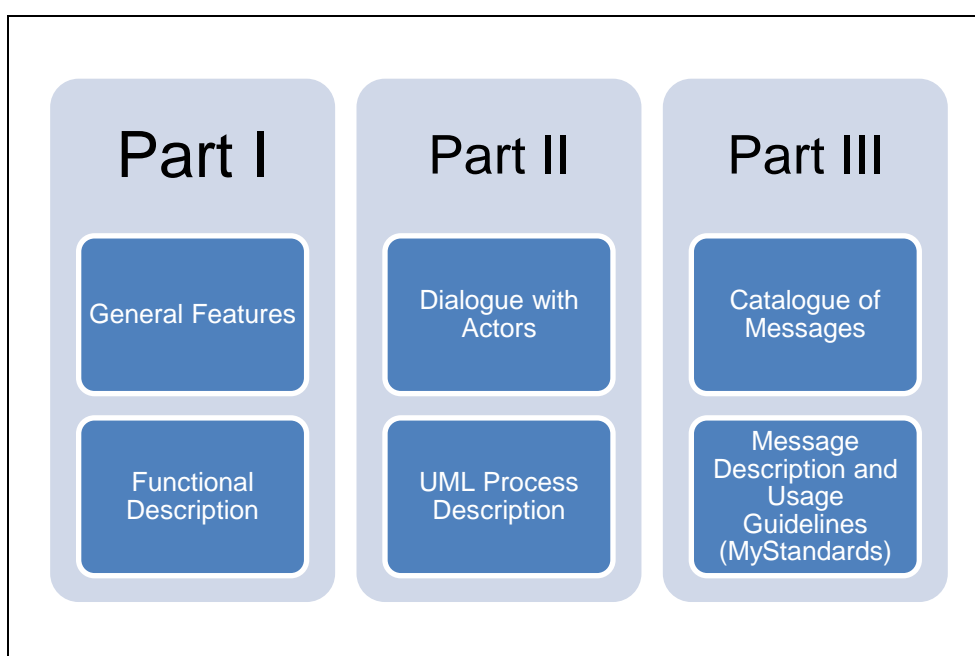 Part I
General Features
Functional
Description
Part II
Dialogue with
Actors
UML Process
Description
Part III
Catalogue of
Messages
Message
Description and
Usage
Guidelines
(MyStandards)